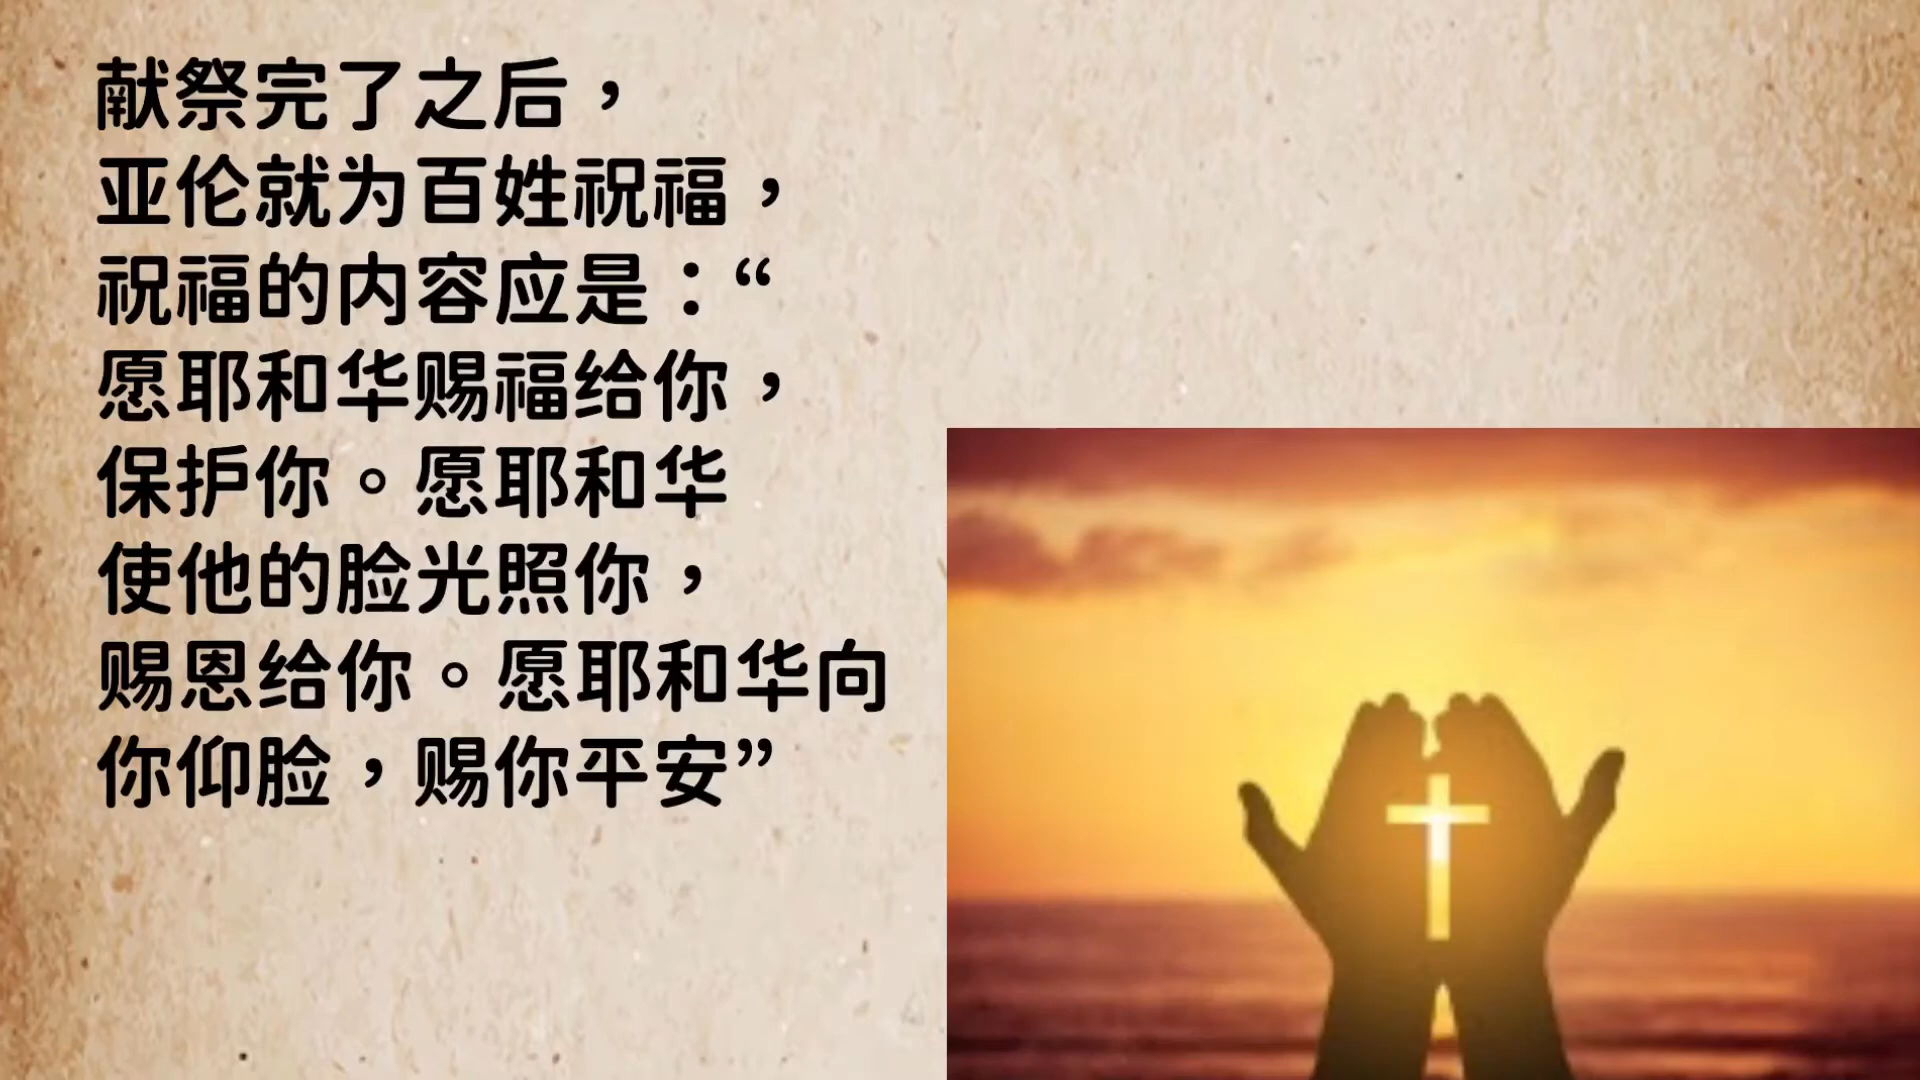 献祭完了之后，
亚伦就为百姓祝福，
祝福的内容应是：“
愿耶和华赐福给你，
保护你。愿耶和华
使他的脸光照你，
赐恩给你。愿耶和华向
你仰脸，赐你平安”